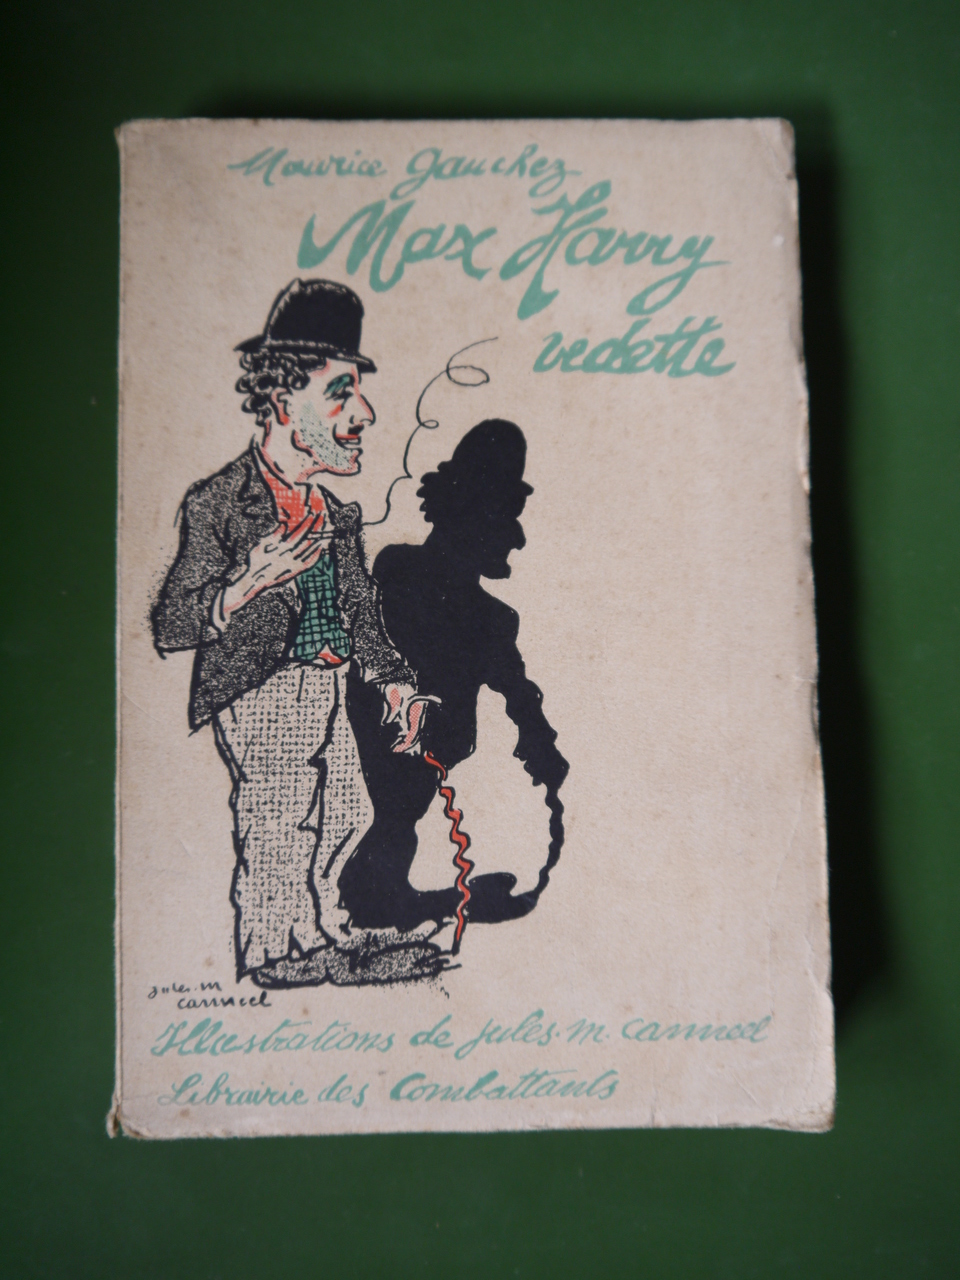 Maurice Gauchez
Max Harry
vedette
Jules. m
canneel
Illustrations de jules. m. canneel
Librairie des Combattants